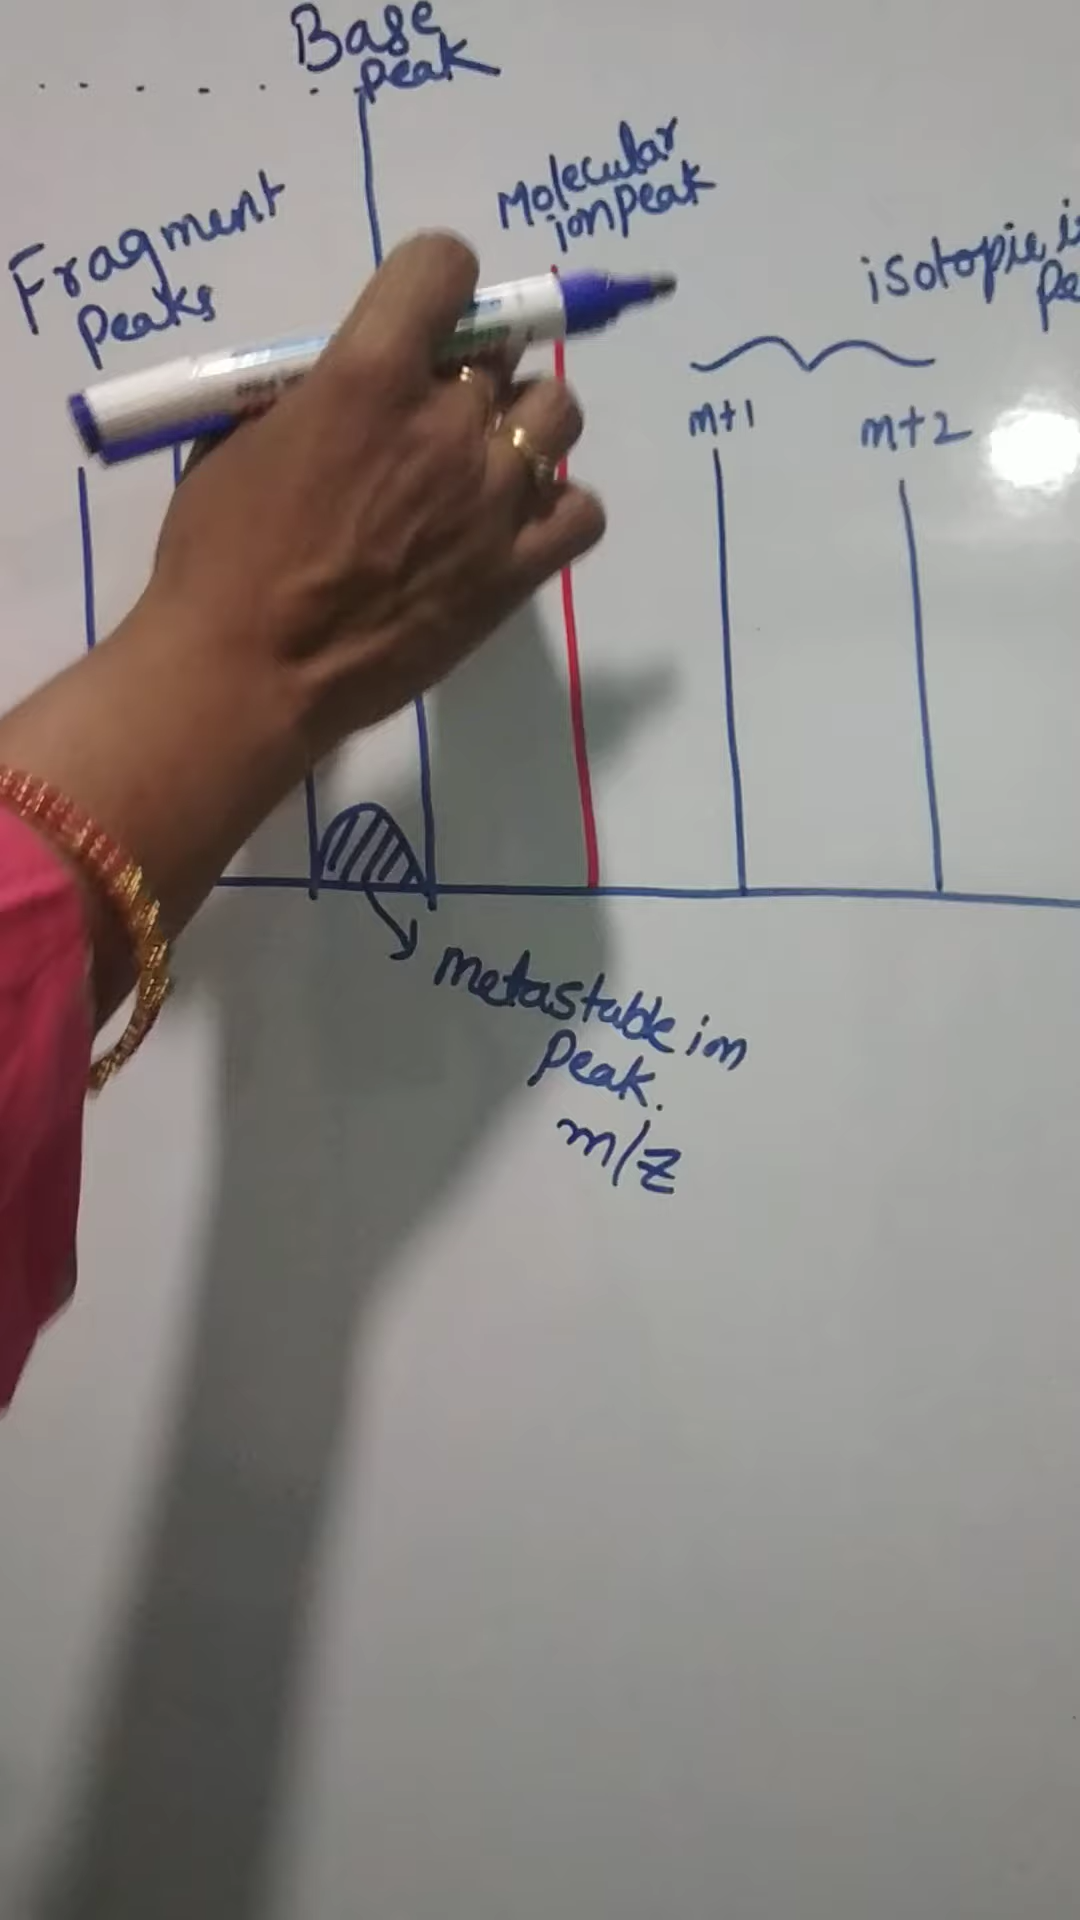 Base
Peak
Molecular
ion peak
Fragment
Peaks
isotopic
m+1
m+2
metastable ion
Peak.
m/z